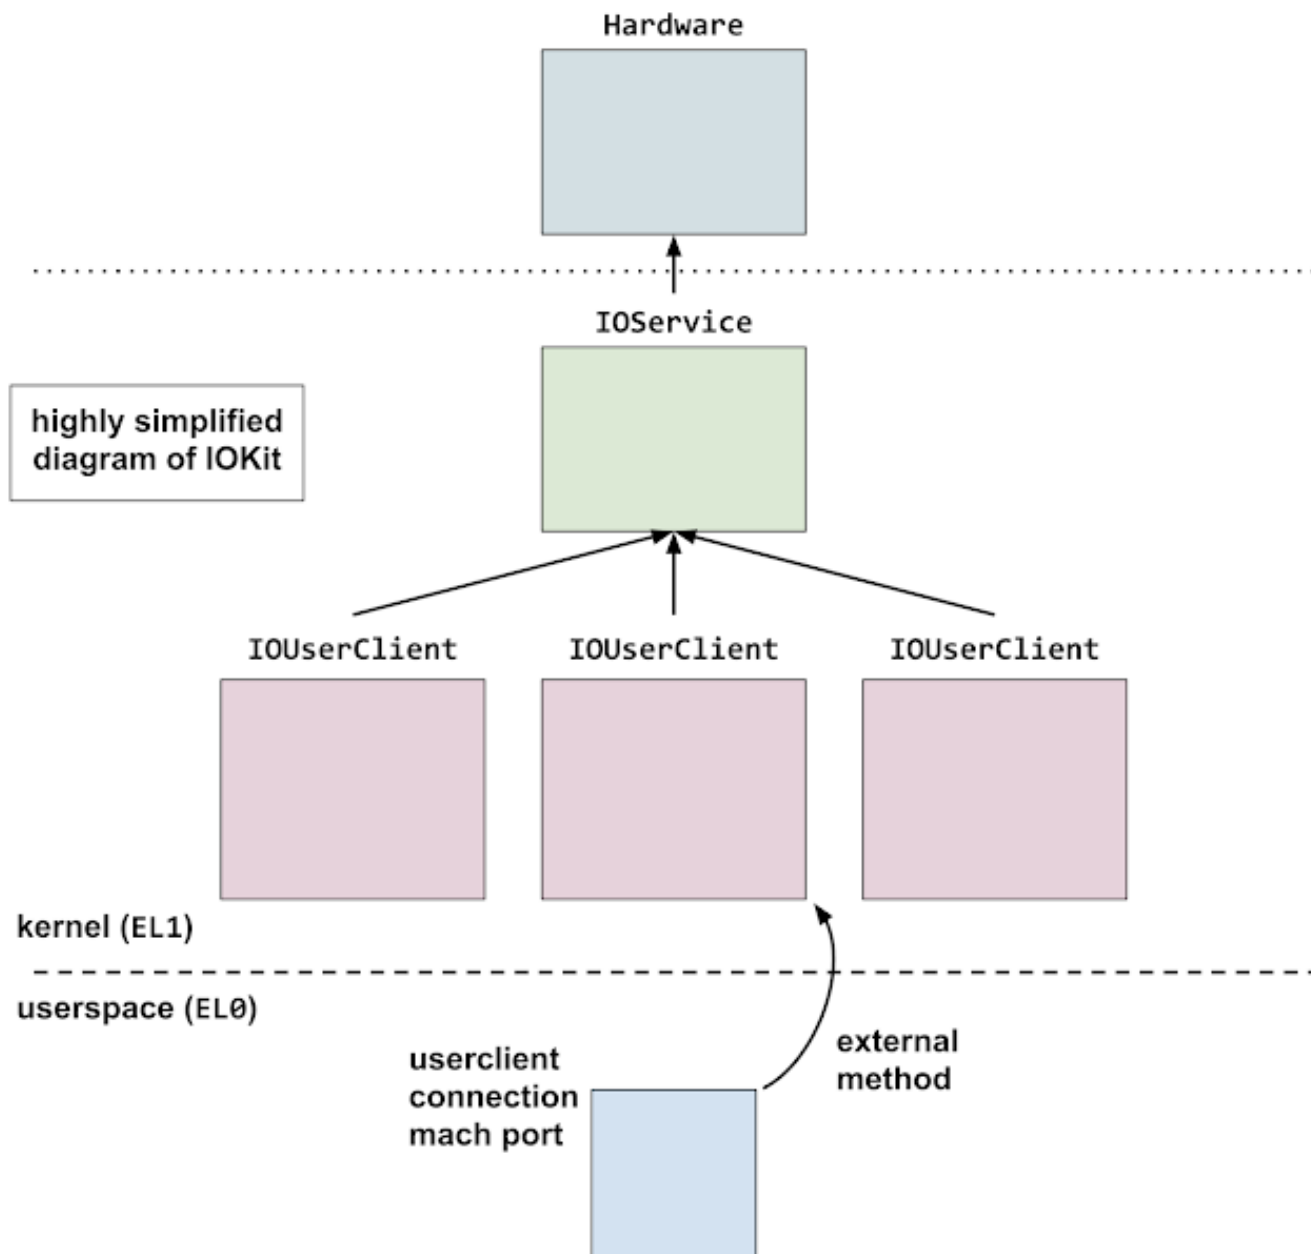 Hardware
IOService
highly simplified
diagram of IOKit
IOUserClient
IOUserClient
IOUserClient
kernel (EL1)
userspace (EL0)
userclient
connection
mach port
external
method